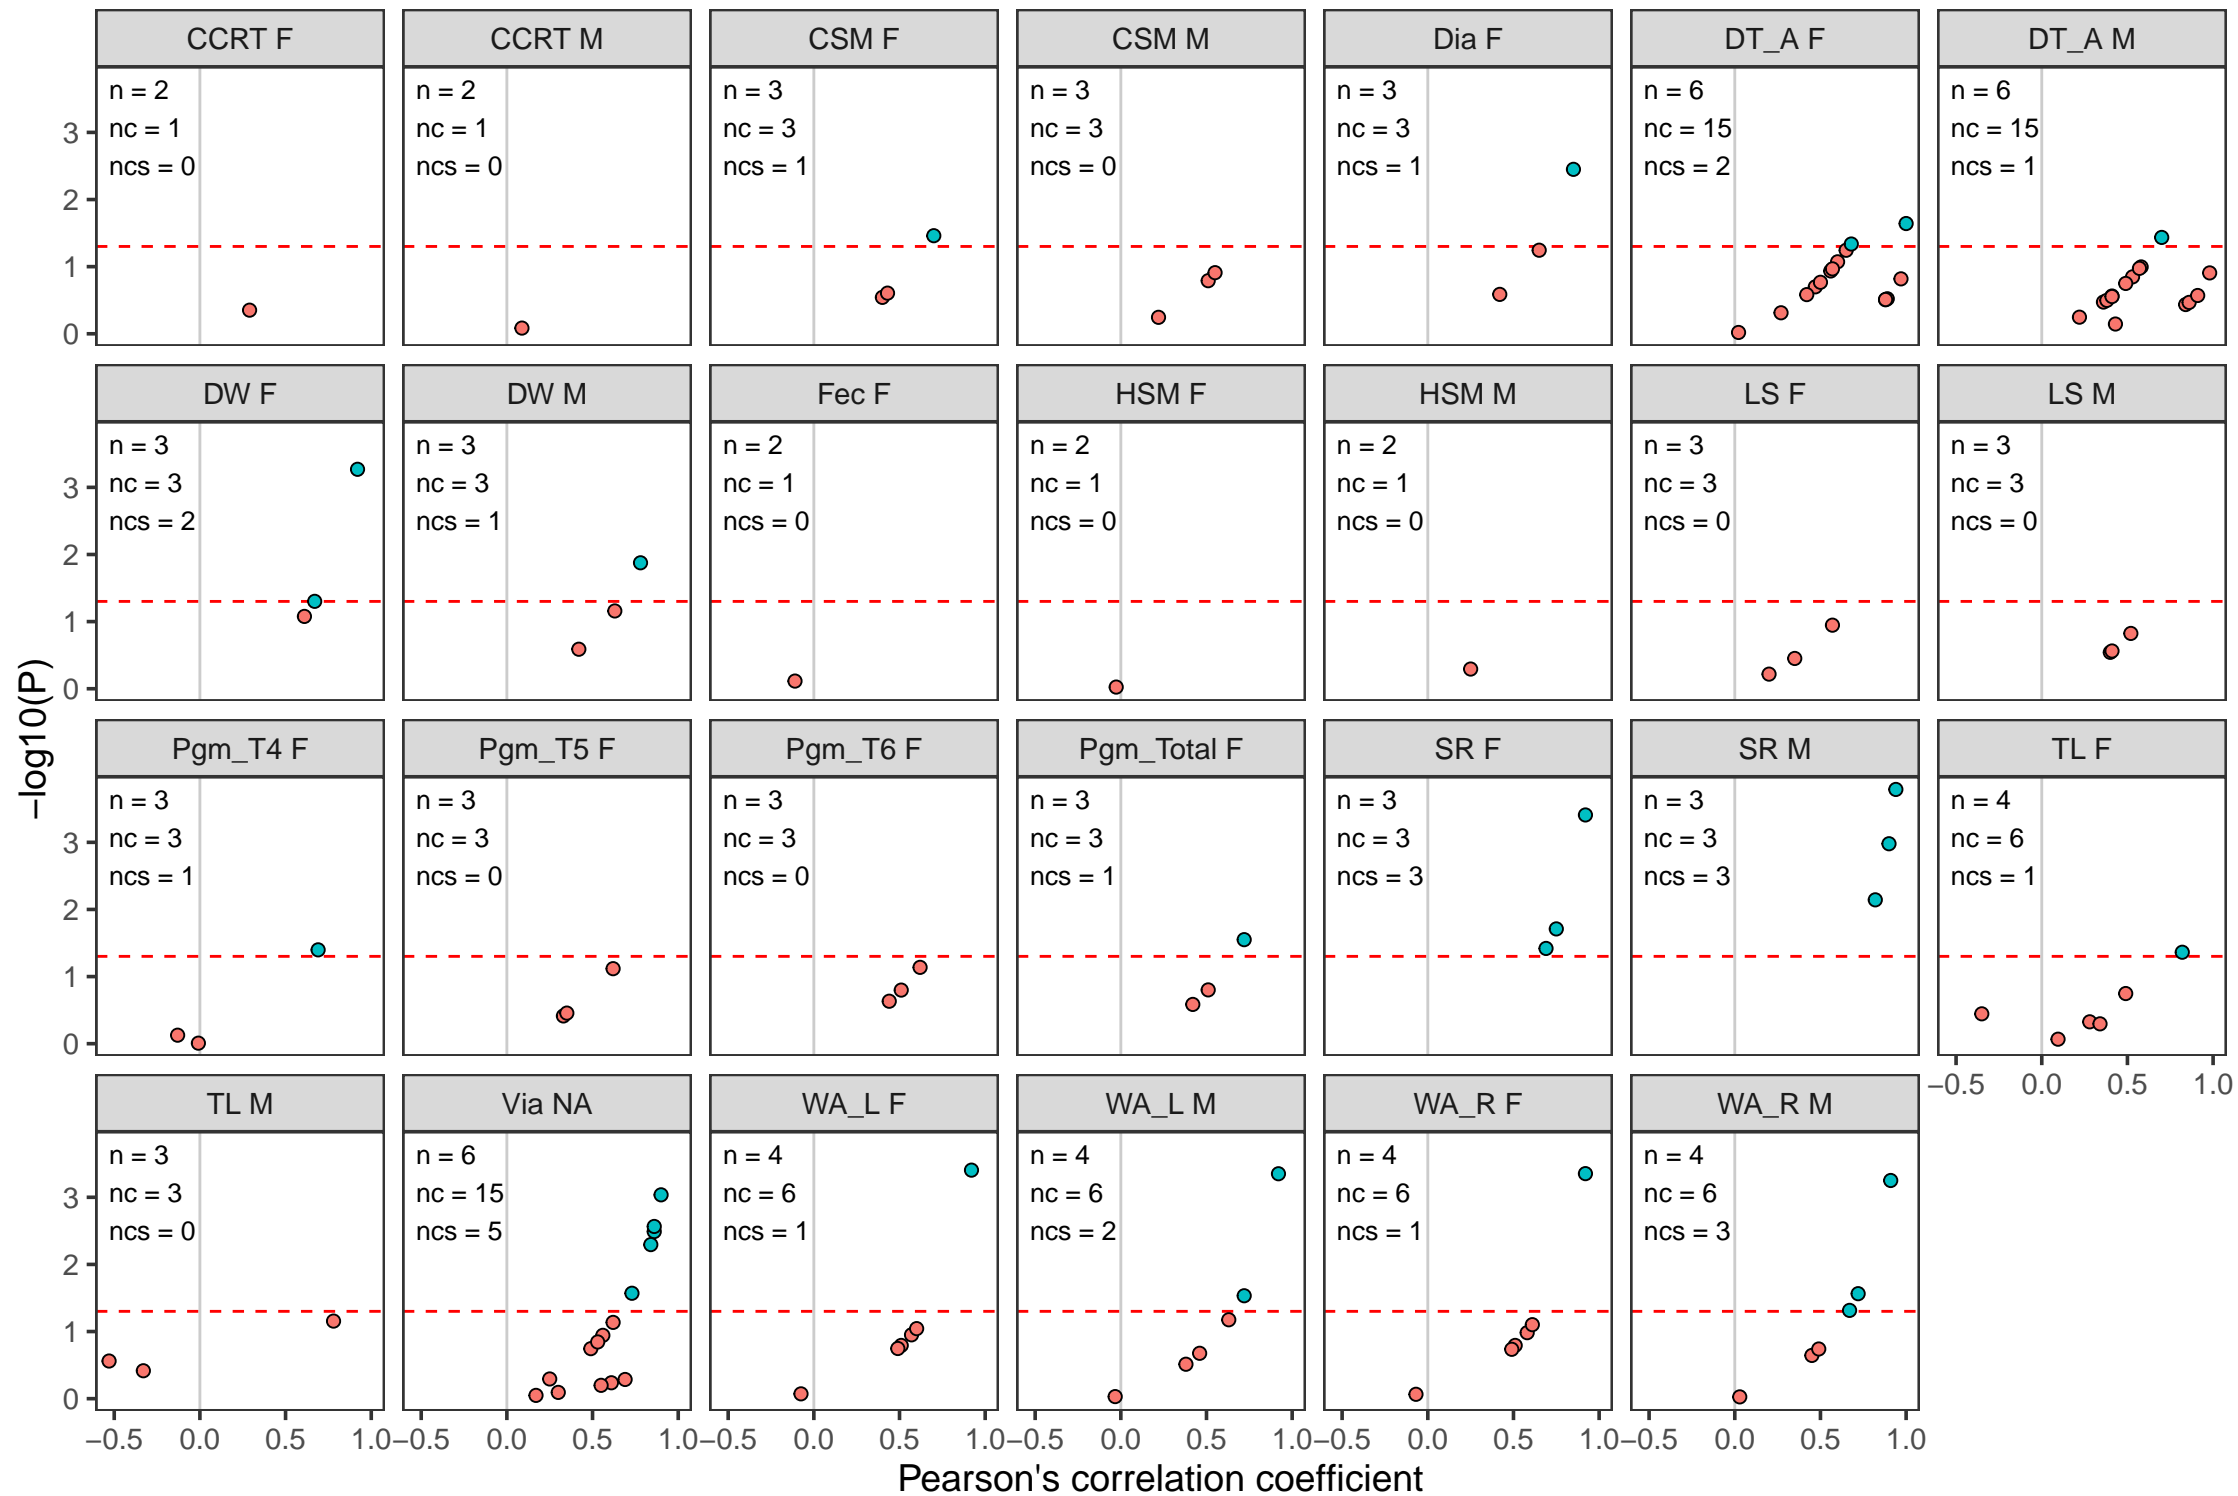 CCRT F
CCRT M
CSM F
CSM M
Dia F
DT_A F
DT_A M
n = 2
nc = 1
ncs = 0
n = 2
nc = 1
ncs = 0
n = 3
nc = 3
ncs = 1
n = 3
nc = 3
ncs = 0
n = 3
nc = 3
ncs = 1
n = 6
nc = 15
ncs = 2
n = 6
nc = 15
ncs = 1
3
2
1
0
DW F
DW M
Fec F
HSM F
HSM M
LS F
LS M
n = 3
nc = 3
ncs = 2
n = 3
nc = 3
ncs = 1
n = 2
nc = 1
ncs = 0
n = 2
nc = 1
ncs = 0
n = 2
nc = 1
ncs = 0
n = 3
nc = 3
ncs = 0
n = 3
nc = 3
ncs = 0
3
2
1
0
−log10(P)
Pgm_T4 F
Pgm_T5 F
Pgm_T6 F
Pgm_Total F
SR F
SR M
TL F
n = 3
nc = 3
ncs = 1
n = 3
nc = 3
ncs = 0
n = 3
nc = 3
ncs = 0
n = 3
nc = 3
ncs = 1
n = 3
nc = 3
ncs = 3
n = 3
nc = 3
ncs = 3
n = 4
nc = 6
ncs = 1
3
2
1
0
−0.5 0.0 0.5 1.0
TL M
Via NA
WA_L F
WA_L M
WA_R F
WA_R M
n = 3
nc = 3
ncs = 0
n = 6
nc = 15
ncs = 5
n = 4
nc = 6
ncs = 1
n = 4
nc = 6
ncs = 2
n = 4
nc = 6
ncs = 1
n = 4
nc = 6
ncs = 3
3
2
1
0
−0.5 0.0 0.5 1.0
−0.5 0.0 0.5 1.0
−0.5 0.0 0.5 1.0
−0.5 0.0 0.5 1.0
−0.5 0.0 0.5 1.0
−0.5 0.0 0.5 1.0
Pearson's correlation coefficient